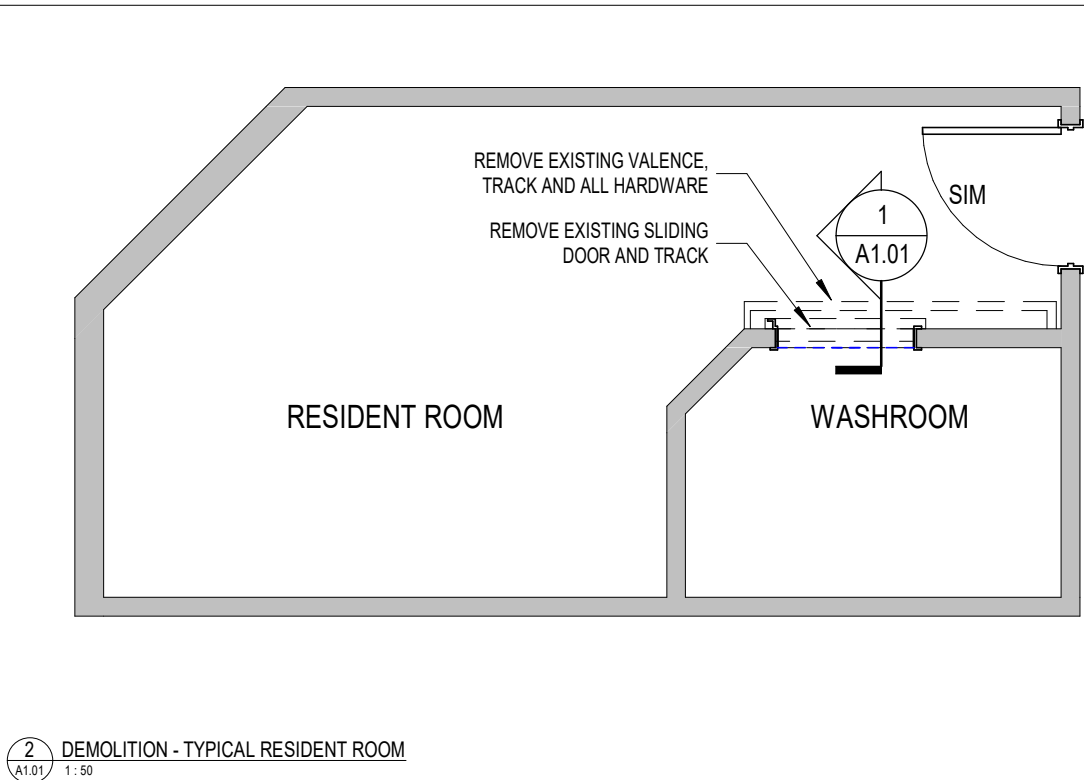 REMOVE EXISTING VALENCE,
TRACK AND ALL HARDWARE
REMOVE EXISTING SLIDING
DOOR AND TRACK
1
A1.01
SIM
RESIDENT ROOM
WASHROOM
2
A1.01
DEMOLITION - TYPICAL RESIDENT ROOM
1 : 50